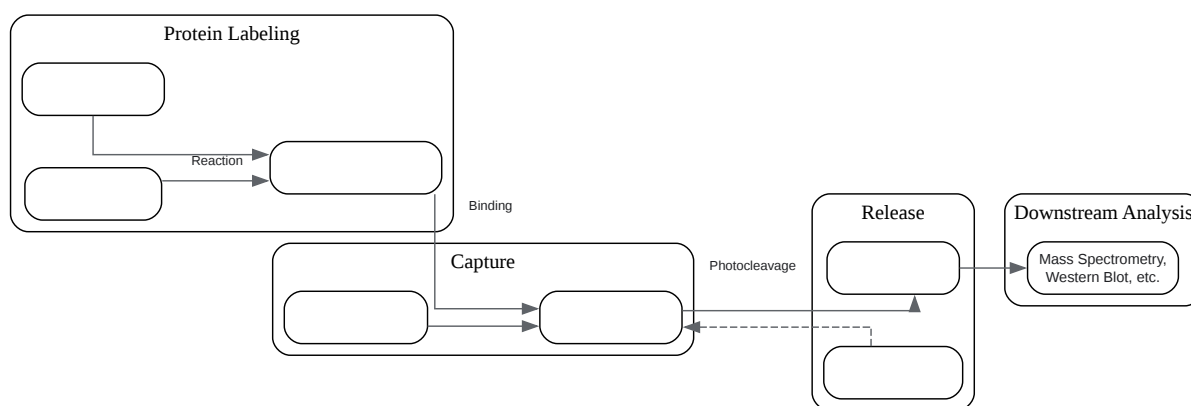 Protein Labeling
Reaction
Binding
Capture
Photocleavage
Release
Downstream Analysis
Mass Spectrometry,
Western Blot, etc.